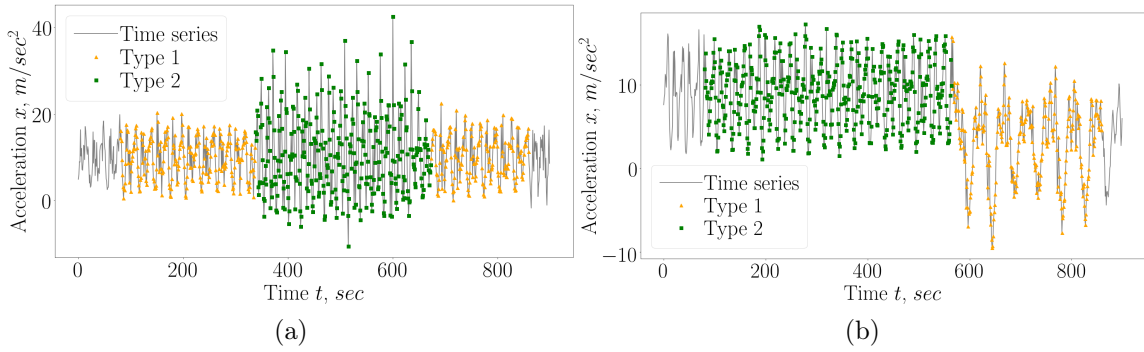 Acceleration x, m/sec²
40
20
0
Time series
Type 1
Type 2
0 200 400 600 800
Time t, sec
(a)
Acceleration x, m/sec²
10
0
−10
Time series
Type 1
Type 2
0 200 400 600 800
Time t, sec
(b)